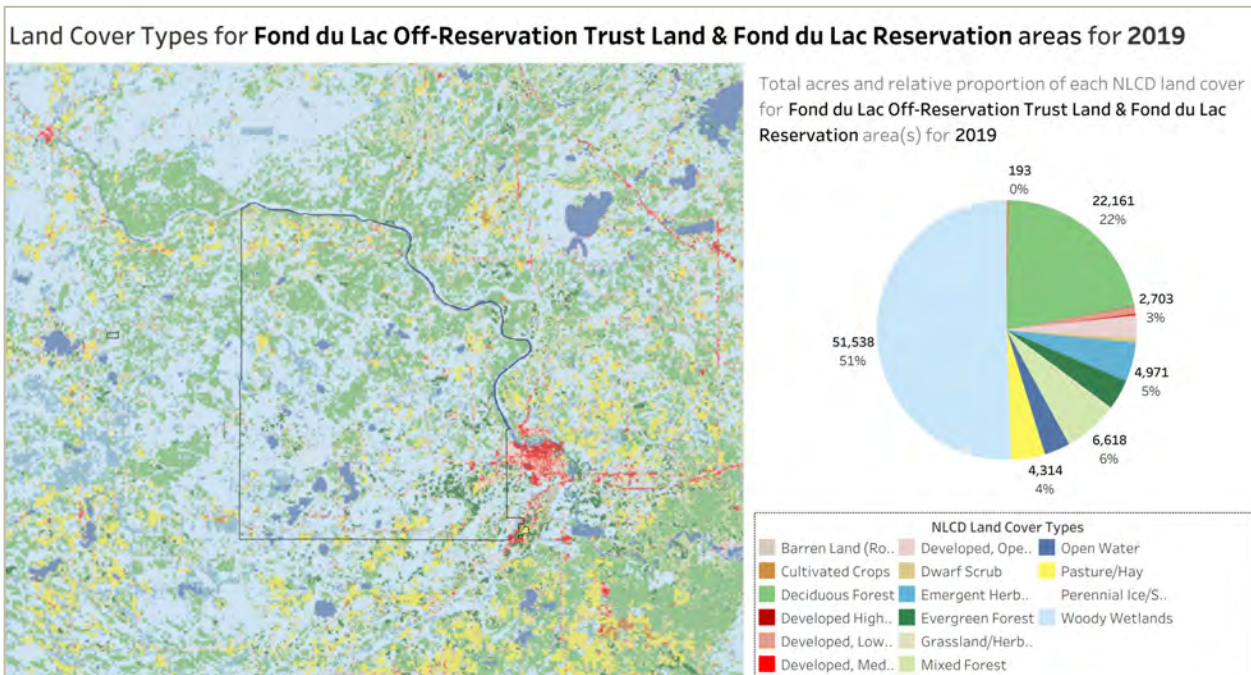 Land Cover Types for Fond du Lac Off-Reservation Trust Land & Fond du Lac Reservation areas for 2019
Total acres and relative proportion of each NLCD land cover
for Fond du Lac Off-Reservation Trust Land & Fond du Lac
Reservation area(s) for 2019
193
0%
22,161
22%
2,703
3%
4,971
5%
6,618
6%
4,314
4%
51,538
51%
NLCD Land Cover Types
Barren Land (Ro..
Cultivated Crops
Deciduous Forest
Developed High..
Developed, Low..
Developed, Med..
Developed, Ope..
Dwarf Scrub
Emergent Herb..
Evergreen Forest
Grassland/Herb..
Mixed Forest
Open Water
Pasture/Hay
Perennial Ice/S..
Woody Wetlands